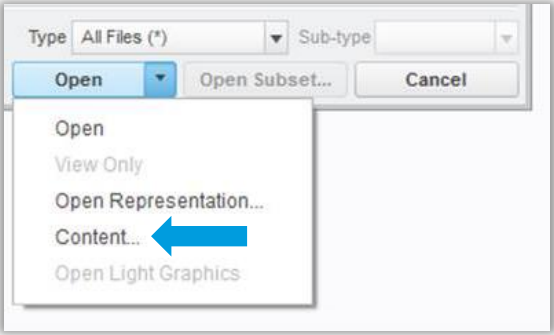 Type All Files (*) Sub-type
Open Open Subset... Cancel
Open
View Only
Open Representation...
Content...
Open Light Graphics